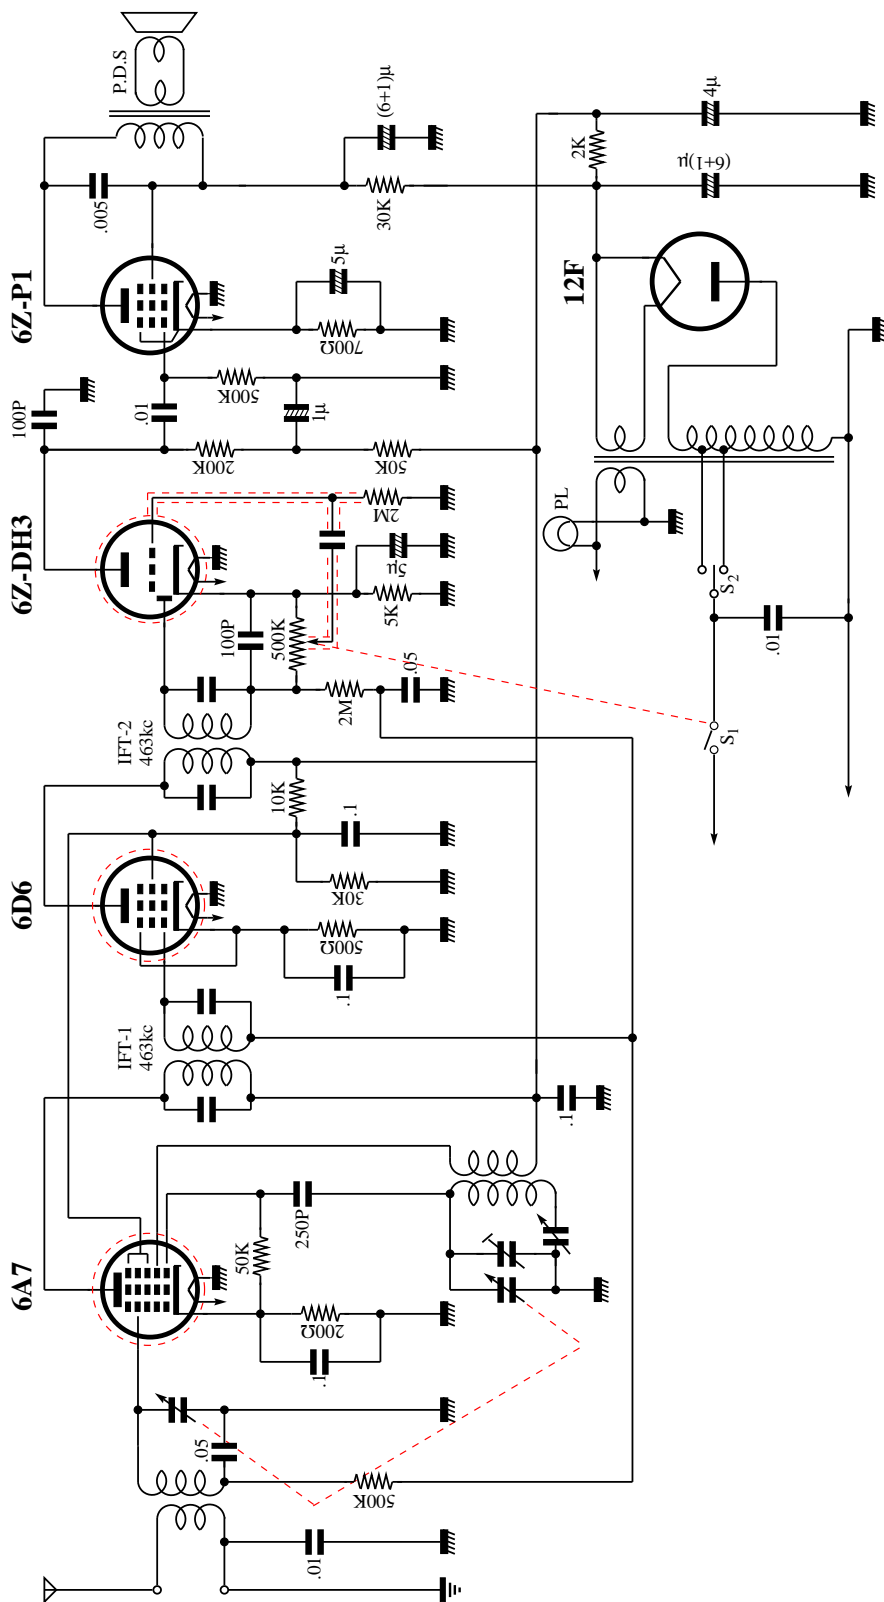 6A7
6D6
6Z-DH3
6Z-P1
12F
IFT-1
463kc
IFT-2
463kc
P.D.S
PL
100P
.005
(6+1)μ
30K
5μ
700Ω
.01
500K
1μ
200K
50K
2M
5μ
5K
100P
500K
2M
.05
10K
.1
30K
500Ω
.1
250P
50K
200Ω
.1
.1
.05
500K
.01
2K
4μ
(6+1)μ
S1
S2
.01